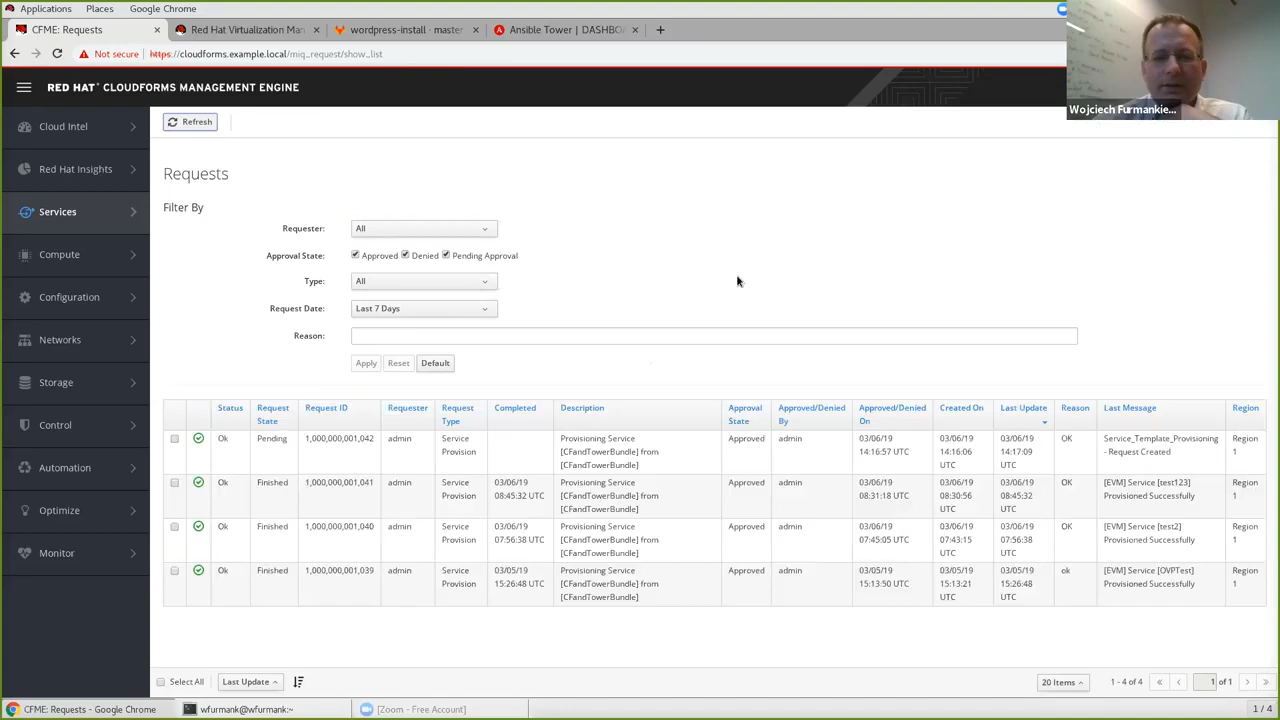 Applications Places Google Chrome
CFME: Requests × Red Hat Virtualization Man × wordpress-install · master × Ansible Tower | DASHBO ×
Not secure https://cloudforms.example.local/miq_request/show_list
RED HAT® CLOUDFORMS MANAGEMENT ENGINE
Wojciech Furmankie...
Cloud Intel
Red Hat Insights
Services
Compute
Configuration
Networks
Storage
Control
Automation
Optimize
Monitor
Refresh
Requests
Filter By
Requester: All
Approval State: Approved Denied Pending Approval
Type: All
Request Date: Last 7 Days
Reason:
Apply Reset Default
Status Request State Request ID Requester Request Type Completed Description Approval State Approved/Denied By Approved/Denied On Created On Last Update Reason Last Message Region
Ok Pending 1,000,000,001,042 admin Service Provision Provisioning Service [CFandTowerBundle] from [CFandTowerBundle] Approved admin 03/06/19 14:16:57 UTC 03/06/19 14:16:06 UTC 03/06/19 14:17:09 UTC OK Service_Template_Provisioning - Request Created Region 1
Ok Finished 1,000,000,001,041 admin Service Provision 03/06/19 08:45:32 UTC Provisioning Service [CFandTowerBundle] from [CFandTowerBundle] Approved admin 03/06/19 08:31:18 UTC 03/06/19 08:30:56 UTC 03/06/19 08:45:32 UTC OK [EVM] Service [test123] Provisioned Successfully Region 1
Ok Finished 1,000,000,001,040 admin Service Provision 03/06/19 07:56:38 UTC Provisioning Service [CFandTowerBundle] from [CFandTowerBundle] Approved admin 03/06/19 07:45:05 UTC 03/06/19 07:43:15 UTC 03/06/19 07:56:38 UTC OK [EVM] Service [test2] Provisioned Successfully Region 1
Ok Finished 1,000,000,001,039 admin Service Provision 03/05/19 15:26:48 UTC Provisioning Service [CFandTowerBundle] from [CFandTowerBundle] Approved admin 03/05/19 15:13:50 UTC 03/05/19 15:13:21 UTC 03/05/19 15:26:48 UTC ok [EVM] Service [OVPTest] Provisioned Successfully Region 1
Select All Last Update 20 Items 1 - 4 of 4 1 of 1
CFME: Requests - Google Chrome wfurmank@wfurmank:~ [Zoom - Free Account] 1 / 4